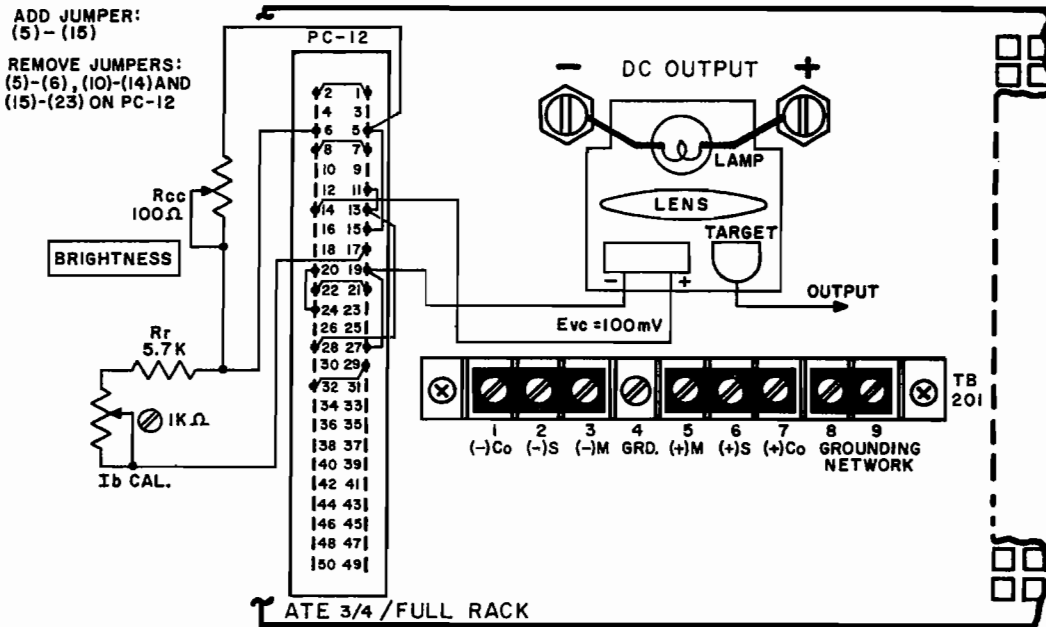 ADD JUMPER:
(5)-(15)
REMOVE JUMPERS:
(5)-(6),(10)-(14)AND
(15)-(23) ON PC-12
PC-12
2 1
4 3
6 5
8 7
10 9
12 11
14 13
16 15
18 17
20 19
22 21
24 23
26 25
28 27
30 29
32 31
34 33
36 35
38 37
40 39
42 41
44 43
46 45
48 47
50 49
Rcc
100Ω
BRIGHTNESS
Rr
5.7K
1KΩ
Ib CAL.
- DC OUTPUT +
LAMP
LENS
TARGET
- +
OUTPUT
Evc=100mV
TB
201
1 2 3 4 5 6 7 8 9
(-)Co (-)S (-)M GRD. (+)M (+)S (+)Co GROUNDING
NETWORK
ATE 3/4 /FULL RACK